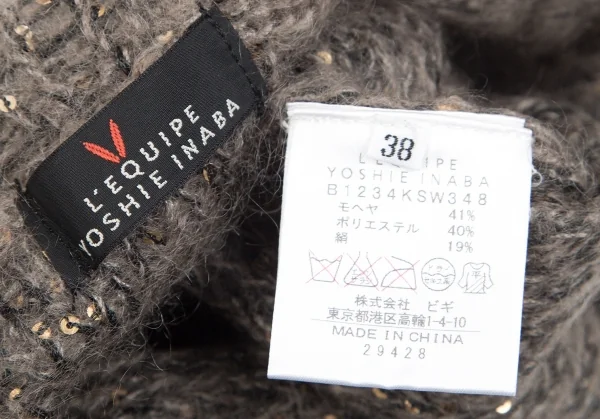 L'EQUIPE
YOSHIE INABA
38
L'EQUIPE
YOSHIE INABA
B1234KSW348
モヘヤ 41%
ポリエステル 40%
絹 19%
株式会社 ビギ
東京都港区高輪1-4-10
MADE IN CHINA
29428